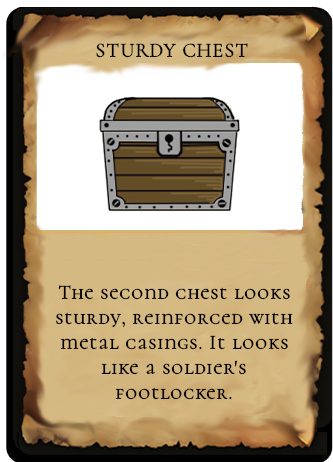 STURDY CHEST
The second chest looks
sturdy, reinforced with
metal casings. It looks
like a soldier's
footlocker.